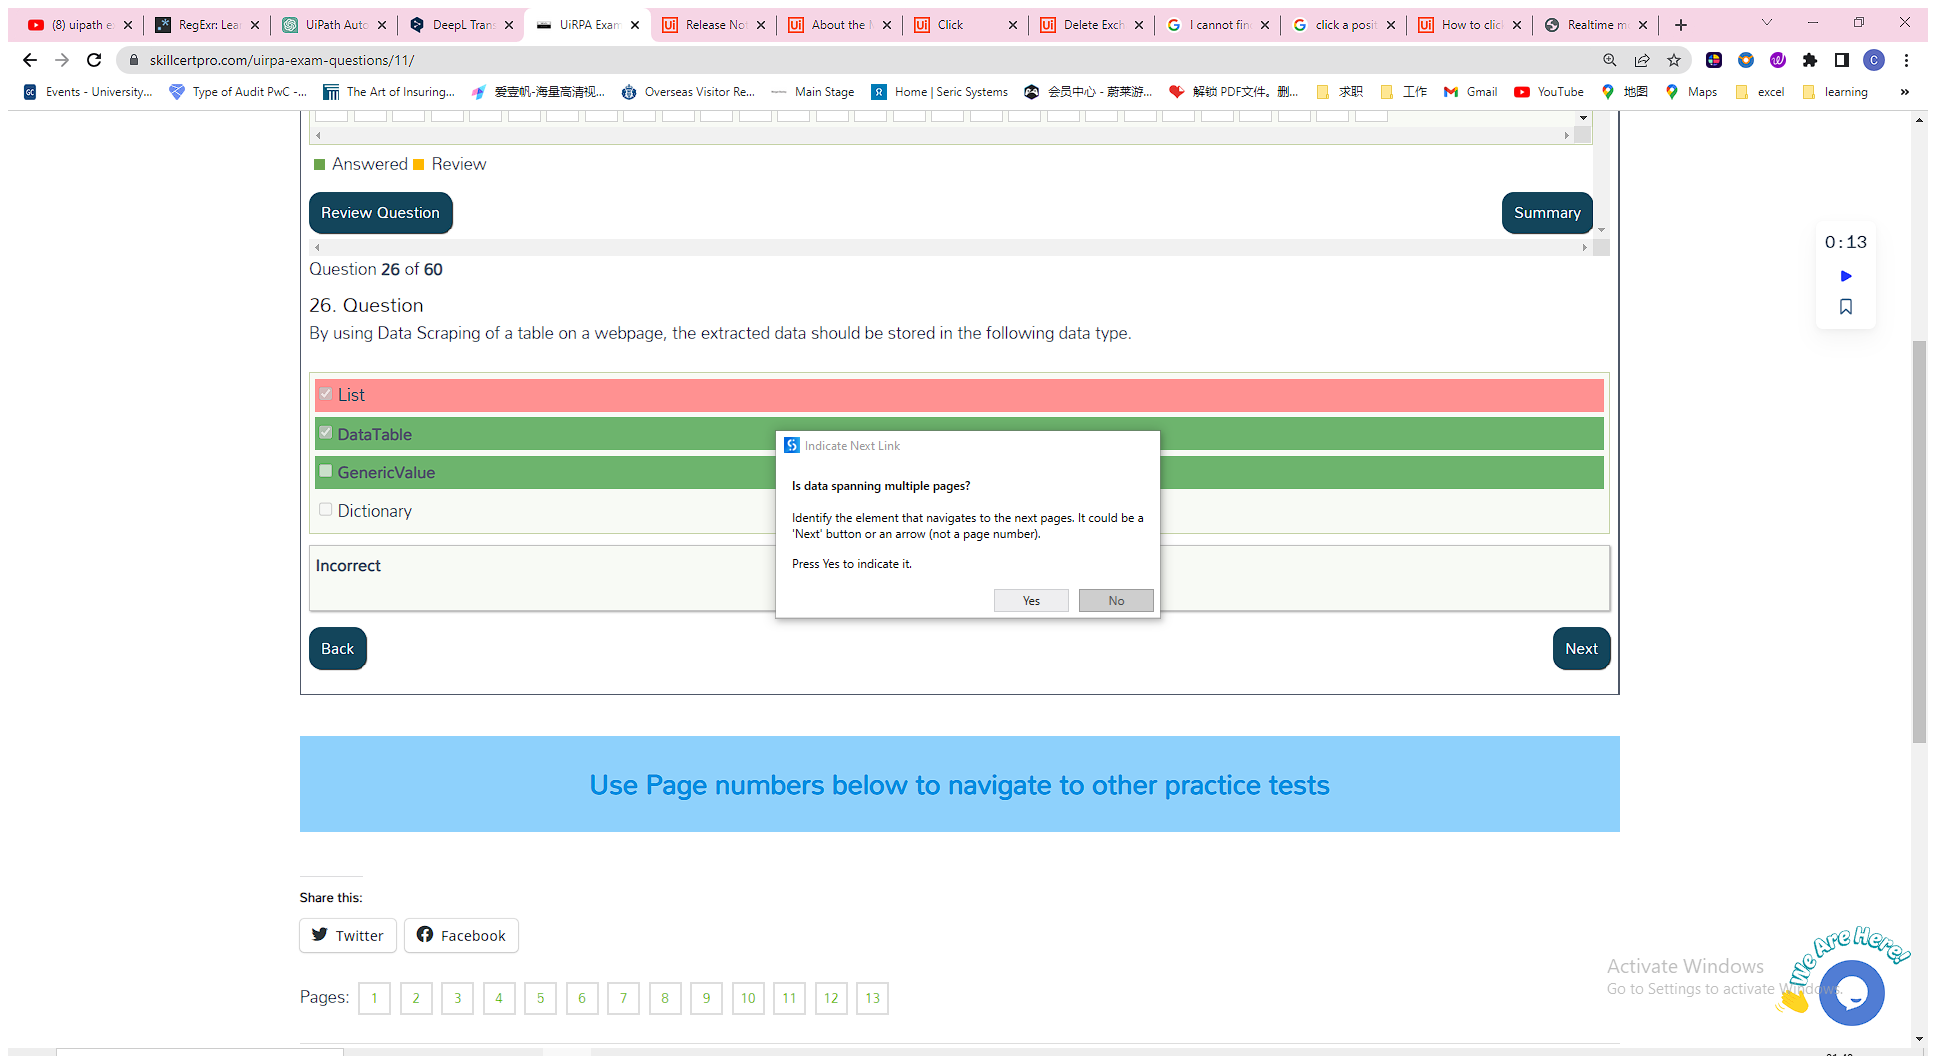 (8) uipath e
RegExr: Lear
UiPath Auto
DeepL Trans
UiRPA Exam
Release Not
About the M
Click
Delete Exch
I cannot fin
click a posit
How to click
Realtime m
skillcertpro.com/uirpa-exam-questions/11/
C
Events - University...
Type of Audit PwC -...
The Art of Insuring...
爱壹帆-海量高清视...
Overseas Visitor Re...
Main Stage
Home | Seric Systems
会员中心 - 蔚莱游...
解锁 PDF文件。删...
求职
工作
Gmail
YouTube
地图
Maps
excel
learning
»
Answered
Review
Review Question
Summary
0:13
Question 26 of 60
26. Question
By using Data Scraping of a table on a webpage, the extracted data should be stored in the following data type.
List
DataTable
GenericValue
Dictionary
Indicate Next Link
Is data spanning multiple pages?
Identify the element that navigates to the next pages. It could be a
'Next' button or an arrow (not a page number).
Press Yes to indicate it.
Yes
No
Incorrect
Back
Next
Use Page numbers below to navigate to other practice tests
Share this:
Twitter
Facebook
We Are Here!
Activate Windows
Go to Settings to activate Windows.
Pages: 1 2 3 4 5 6 7 8 9 10 11 12 13